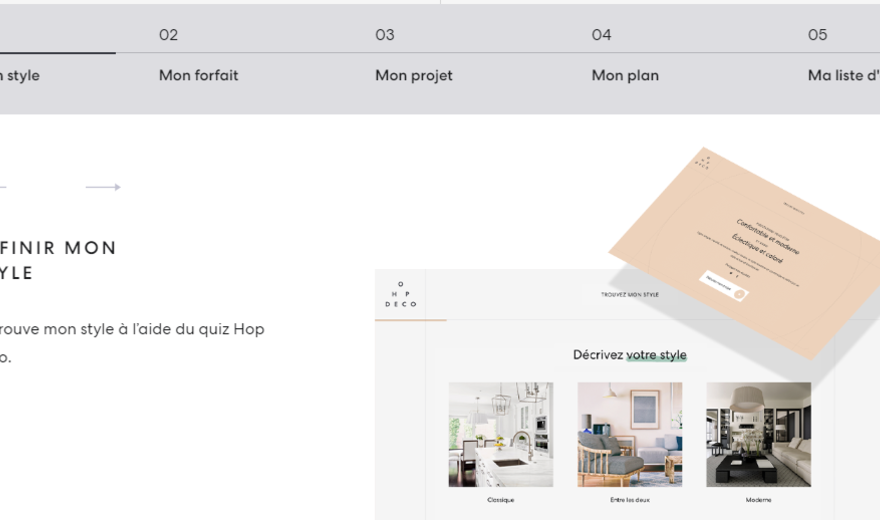 02
03
04
05
n style
Mon forfait
Mon projet
Mon plan
Ma liste d'
FINIR MON
YLE
rouve mon style à l'aide du quiz Hop
o.
O
H P
DECO
TROUVEZ MON STYLE
Décrivez votre style
Classique
Entre les deux
Moderne
Confortable et moderne
Éclectique et coloré